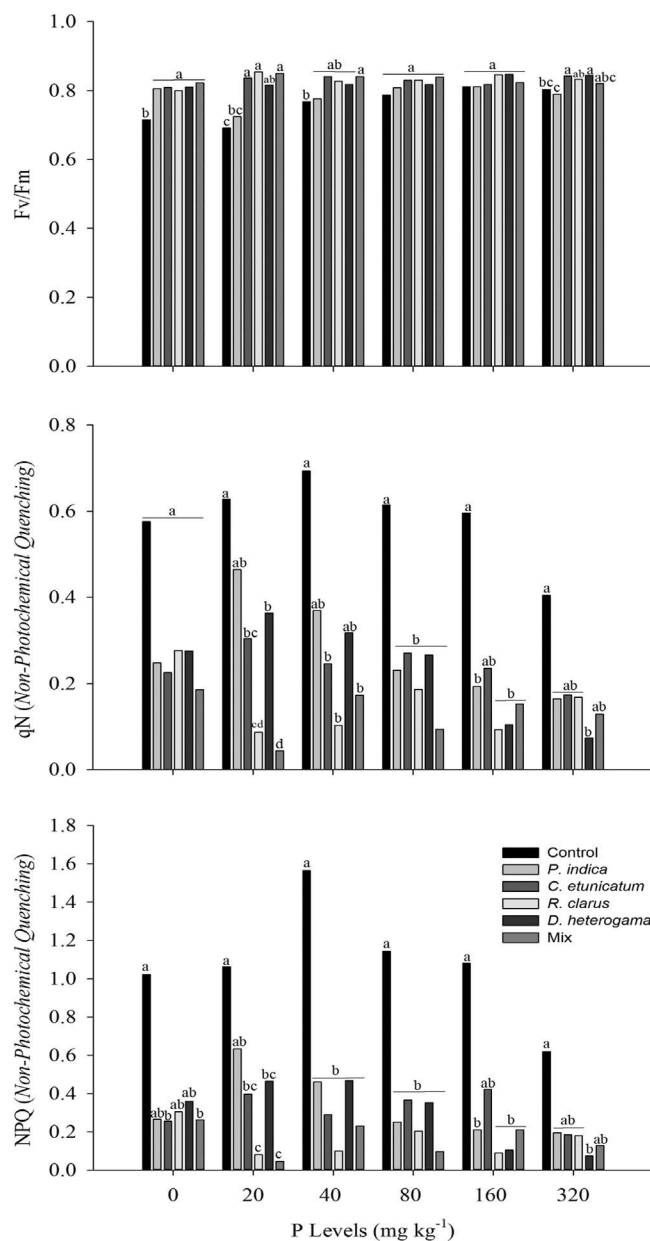 1.0
a
a
a
ab
a
a
a
a
ab
a
bc
abc
b
c
bc
b
c
0.8
0.6
0.4
0.2
0.0
Fv/Fm
0.8
a
a
a
a
a
a
ab
ab
b
ab
b
ab
bc
b
b
b
ab
cd
d
b
b
b
0.6
0.4
0.2
0.0
qN (Non-Photochemical Quenching)
1.8
1.6
1.4
1.2
1.0
0.8
0.6
0.4
0.2
0.0
NPQ (Non-Photochemical Quenching)
Control
P. indica
C. etunicatum
R. clarus
D. heterogama
Mix
a
a
a
a
a
a
ab
b
ab
ab
b
ab
bc
bc
c
c
b
b
b
ab
b
ab
b
ab
0 20 40 80 160 320
P Levels (mg kg⁻¹)